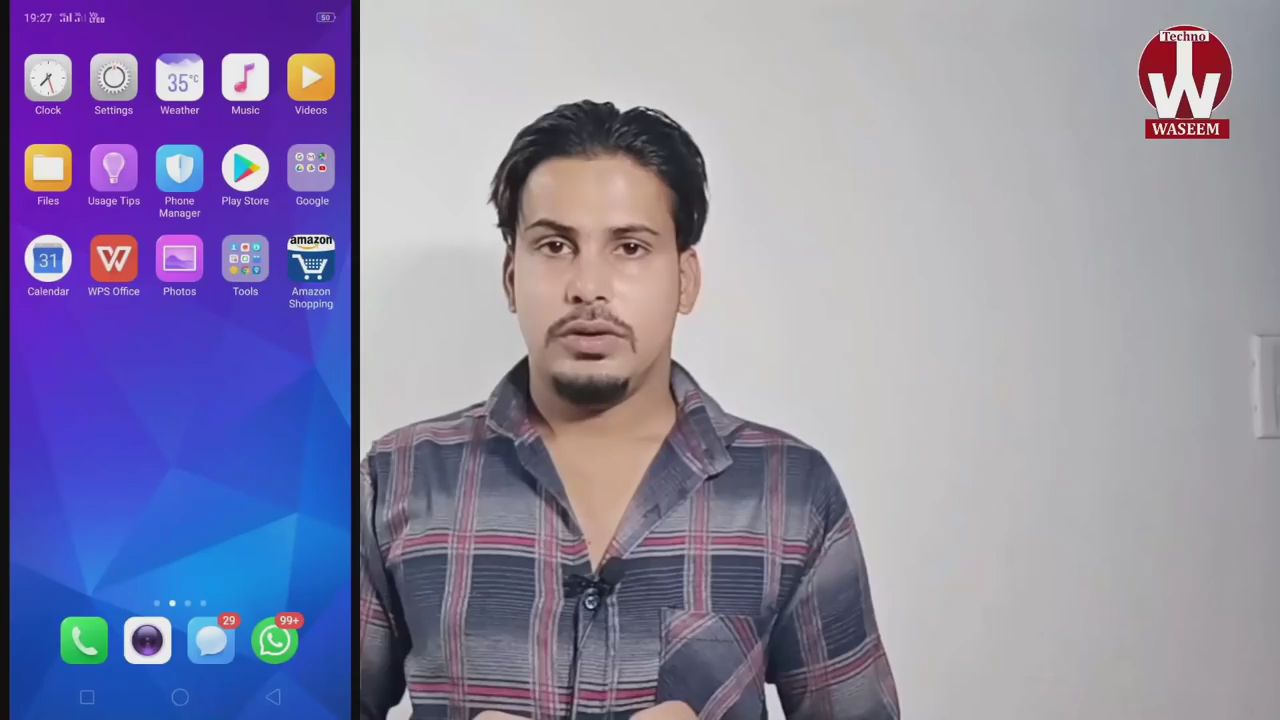 19:27
50
35°C
Clock
Settings
Weather
Music
Videos
Files
Usage Tips
Phone Manager
Play Store
Google
31
amazon
Calendar
WPS Office
Photos
Tools
Amazon Shopping
29
99+
Techno
W
WASEEM